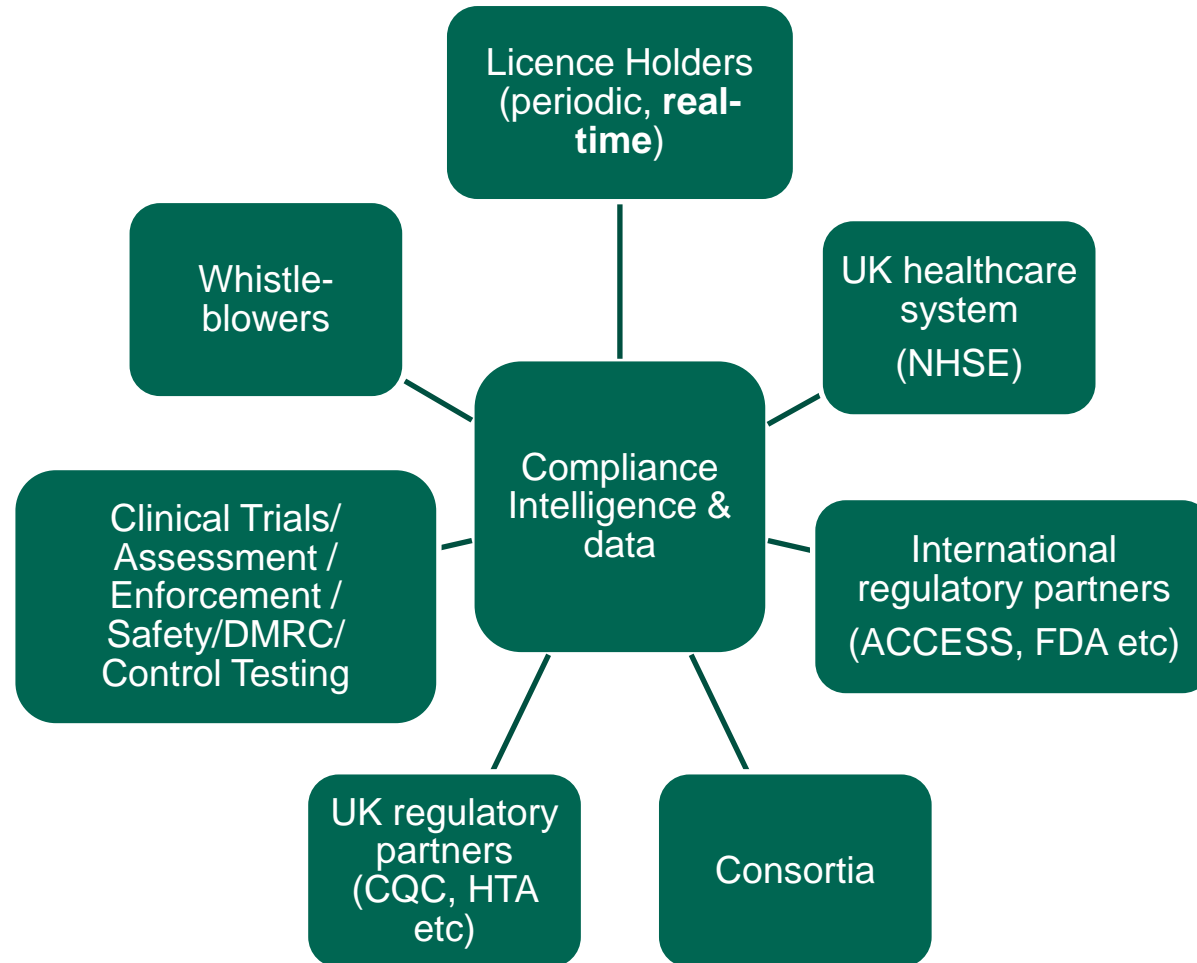 Licence Holders
(periodic, real-
time)
UK healthcare
system
(NHSE)
International
regulatory partners
(ACCESS, FDA etc)
Consortia
UK regulatory
partners
(CQC, HTA
etc)
Clinical Trials/
Assessment /
Enforcement /
Safety/DMRC/
Control Testing
Whistle-
blowers
Compliance
Intelligence &
data